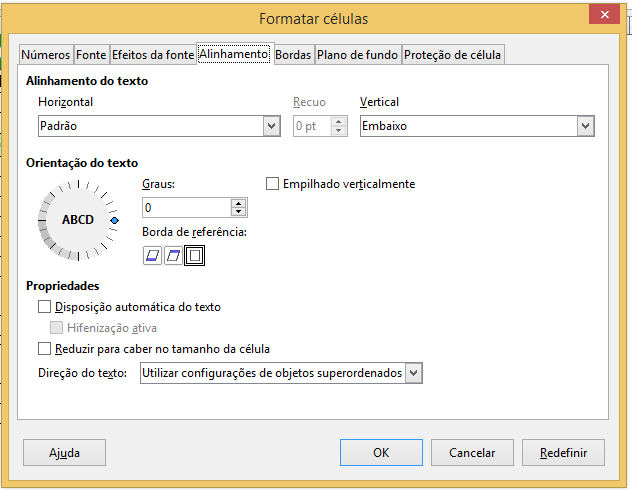 Formatar células
Números Fonte Efeitos da fonte Alinhamento Bordas Plano de fundo Proteção de célula
Alinhamento do texto
Horizontal Recuo Vertical
Padrão 0 pt Embaixo
Orientação do texto
Graus: Empilhado verticalmente
ABCD 0
Borda de referência:
Propriedades
Disposição automática do texto
Hifenização ativa
Reduzir para caber no tamanho da célula
Direção do texto: Utilizar configurações de objetos superordenados
Ajuda OK Cancelar Redefinir